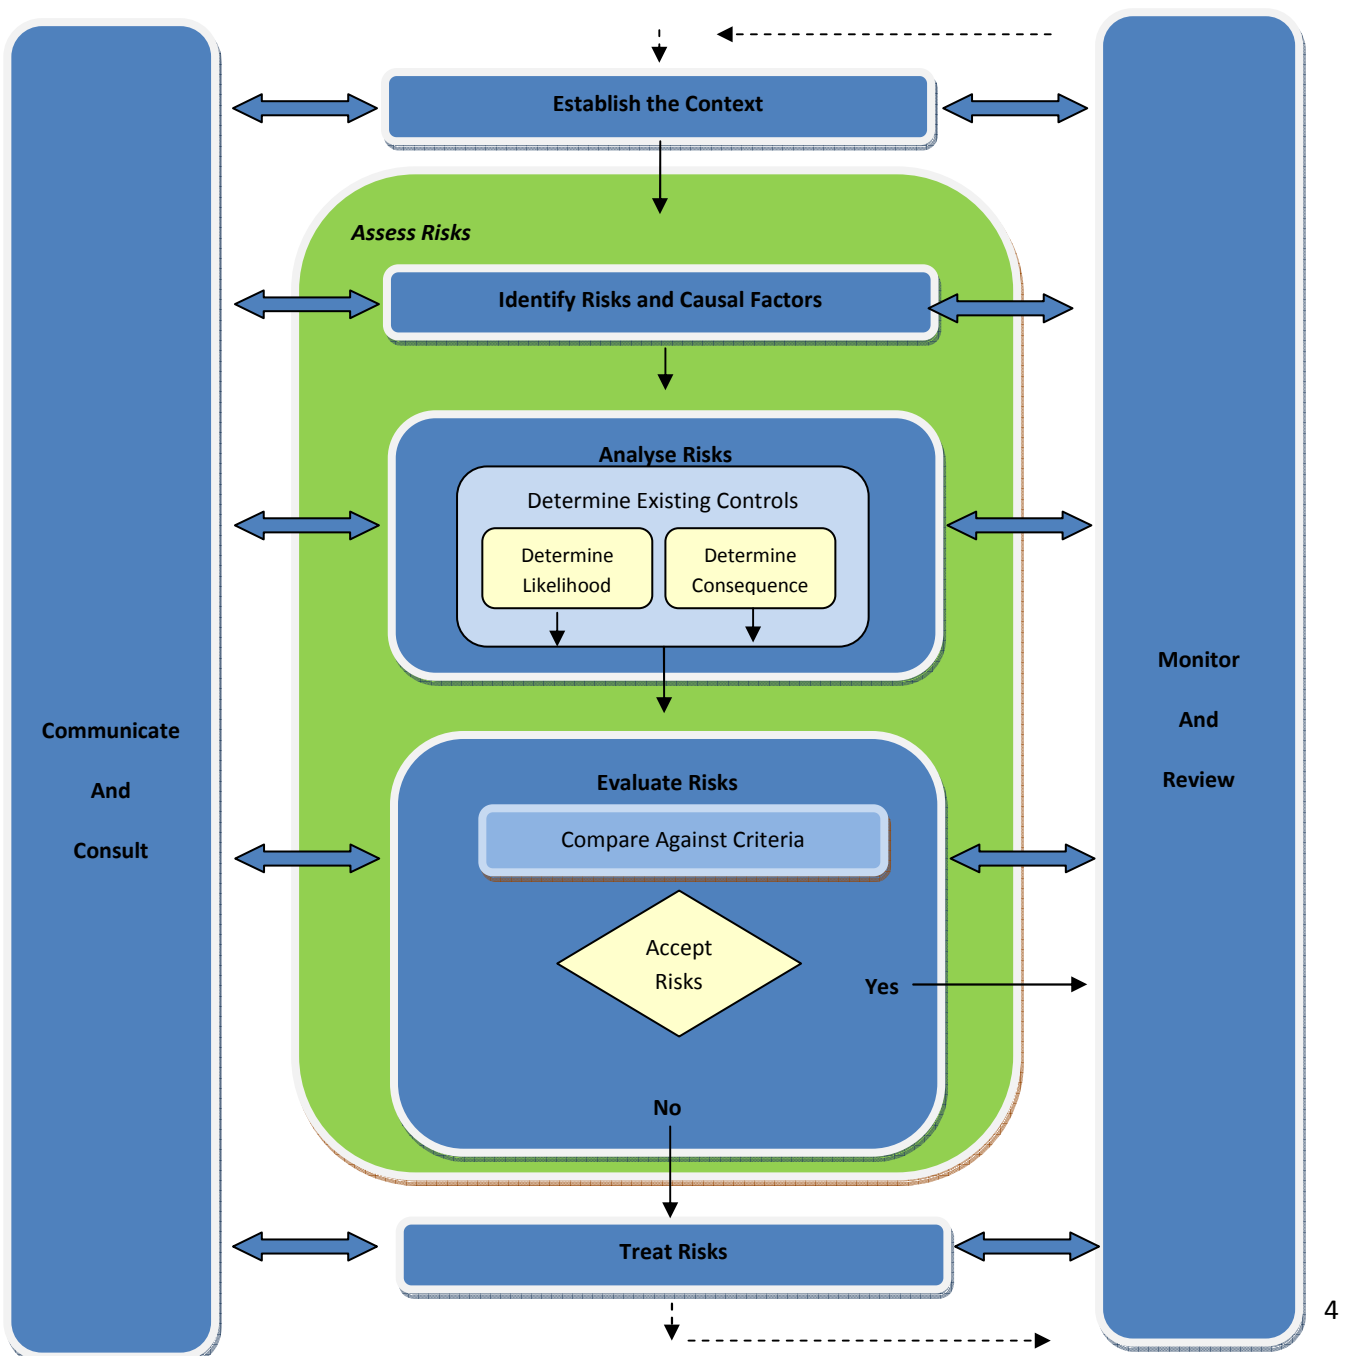 Establish the Context
Assess Risks
Identify Risks and Causal Factors
Analyse Risks
Determine Existing Controls
Determine
Likelihood
Determine
Consequence
Evaluate Risks
Compare Against Criteria
Accept
Risks
Yes
No
Treat Risks
Communicate
And
Consult
Monitor
And
Review
4